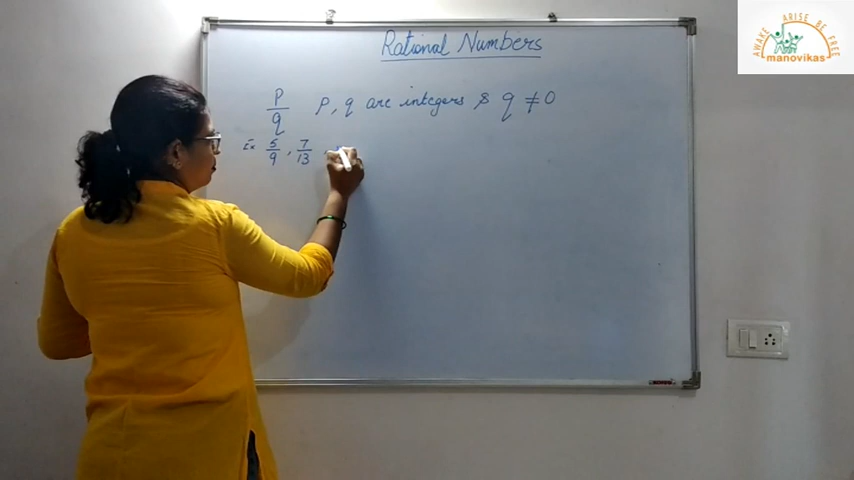 AWAKE ARISE BE FREE
manovikas
Rational Numbers
P/q p, q are integers & q ≠ 0
Ex 5/9, 7/13,